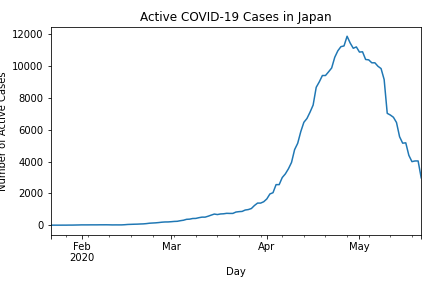 Active COVID-19 Cases in Japan
Number of Active Cases
12000
10000
8000
6000
4000
2000
0
Feb
2020
Mar
Apr
May
Day